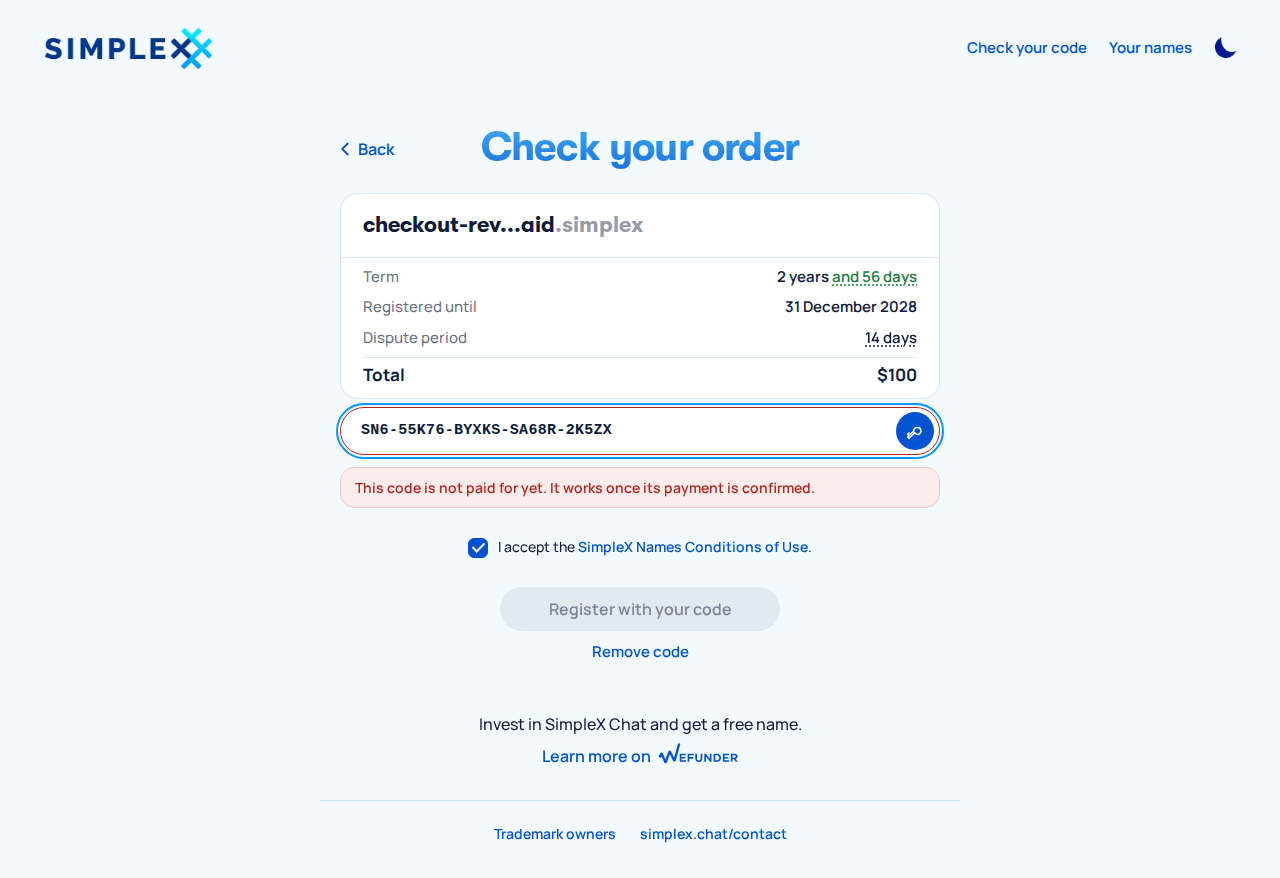 SIMPLEX
Check your code
Your names
Back
Check your order
checkout-rev...aid.simplex
Term
2 years and 56 days
Registered until
31 December 2028
Dispute period
14 days
Total
$100
SN6-55K76-BYXKS-SA68R-2K5ZX
This code is not paid for yet. It works once its payment is confirmed.
I accept the SimpleX Names Conditions of Use.
Register with your code
Remove code
Invest in SimpleX Chat and get a free name.
Learn more on WEFUNDER
Trademark owners
simplex.chat/contact